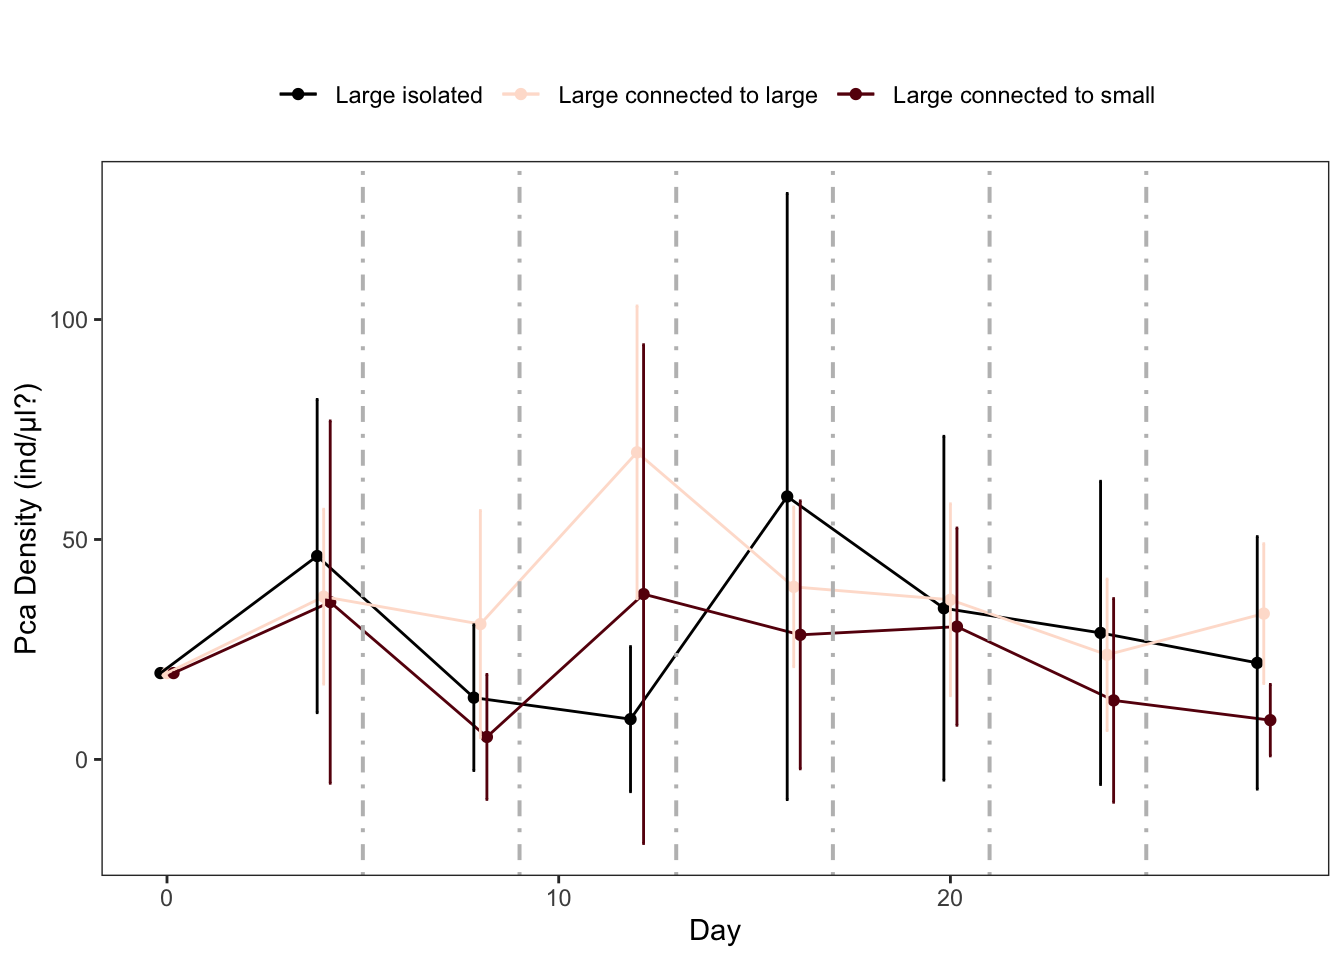 Large isolated Large connected to large Large connected to small
100
50
0
Pca Density (ind/µl?)
0 10 20
Day